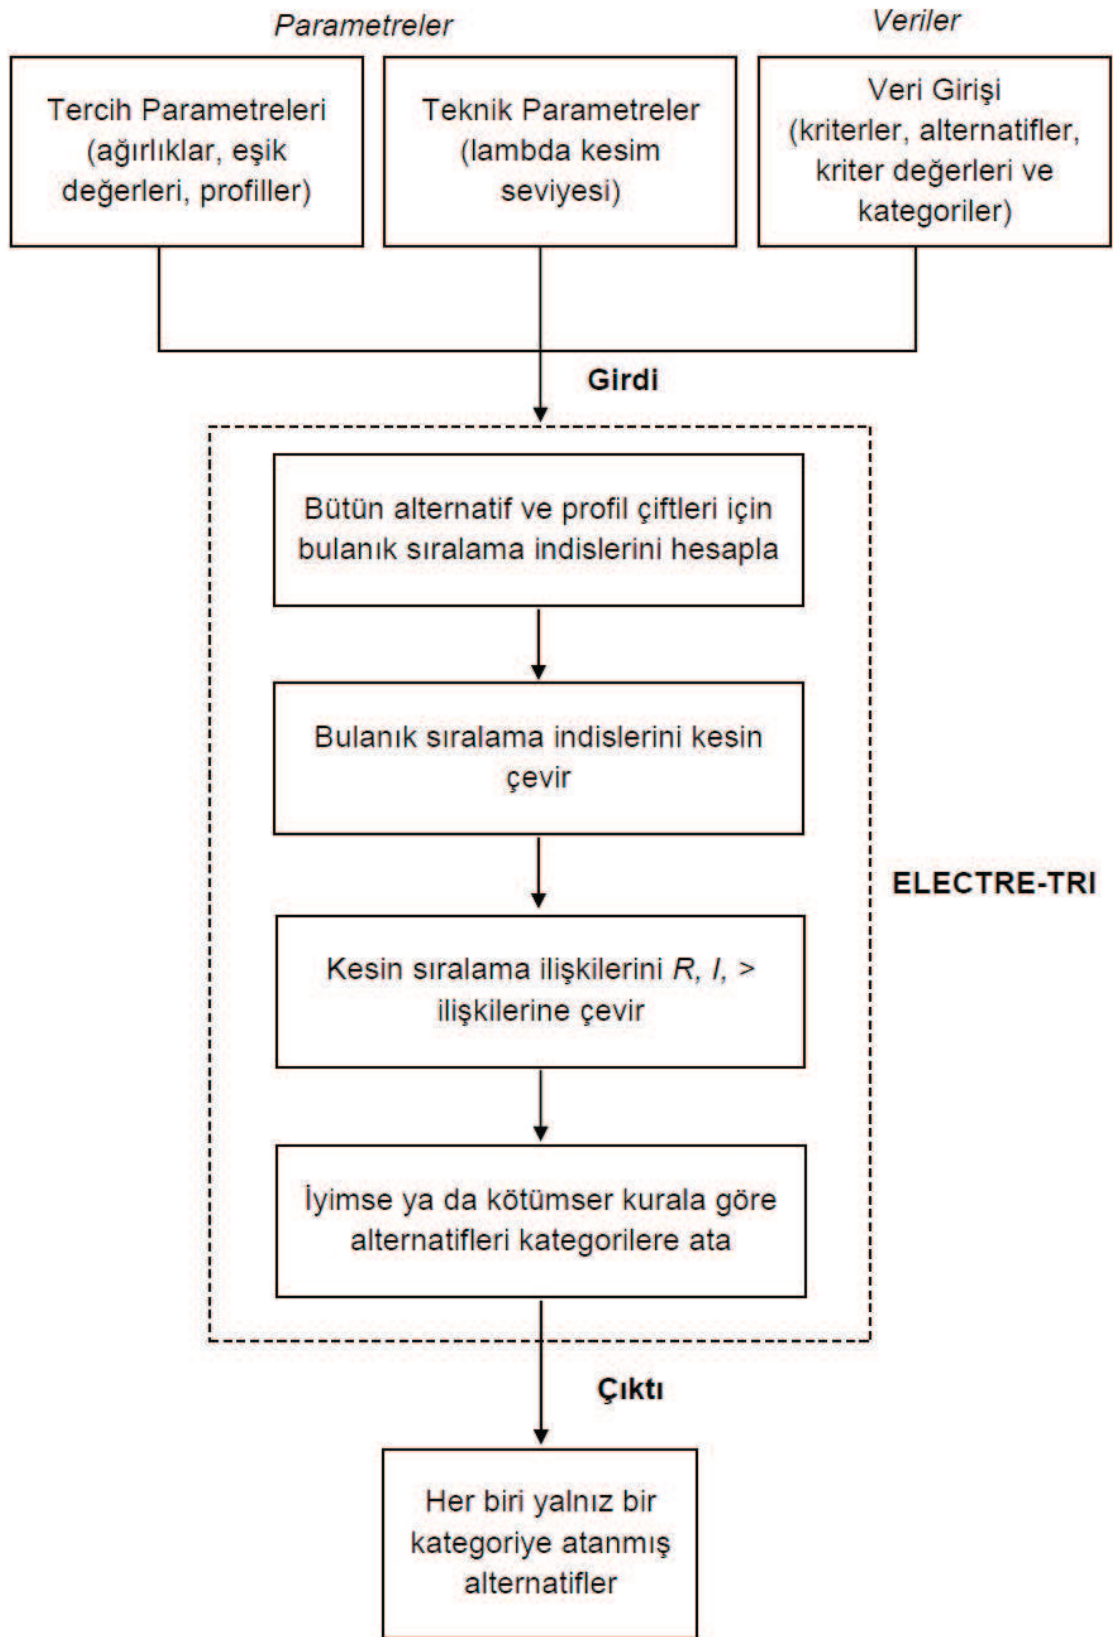 Parametreler
Veriler
Tercih Parametreleri
(ağırlıklar, eşik
değerleri, profiller)
Teknik Parametreler
(lambda kesim
seviyesi)
Veri Girişi
(kriterler, alternatifler,
kriter değerleri ve
kategoriler)
Girdi
Bütün alternatif ve profil çiftleri için
bulanık sıralama indislerini hesapla
Bulanık sıralama indislerini kesin
çevir
ELECTRE-TRI
Kesin sıralama ilişkilerini R, I, >
ilişkilerine çevir
İyimse ya da kötümser kurala göre
alternatifleri kategorilere ata
Çıktı
Her biri yalnız bir
kategoriye atanmış
alternatifler